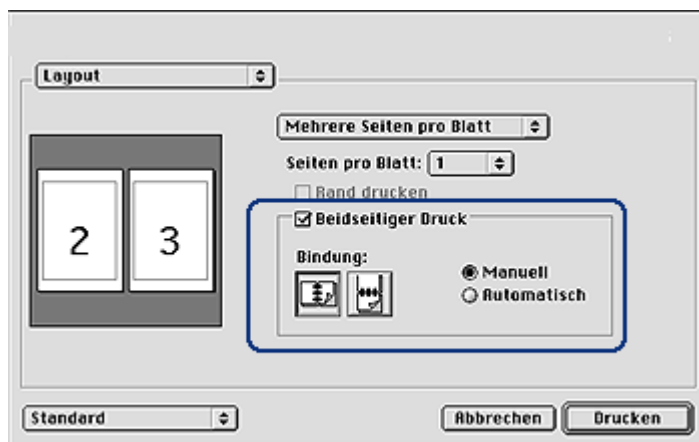 Layout
Mehrere Seiten pro Blatt
Seiten pro Blatt: 1
Rand drucken
Beidseitiger Druck
2 3
Bindung:
Manuell
Automatisch
Standard Abbrechen Drucken